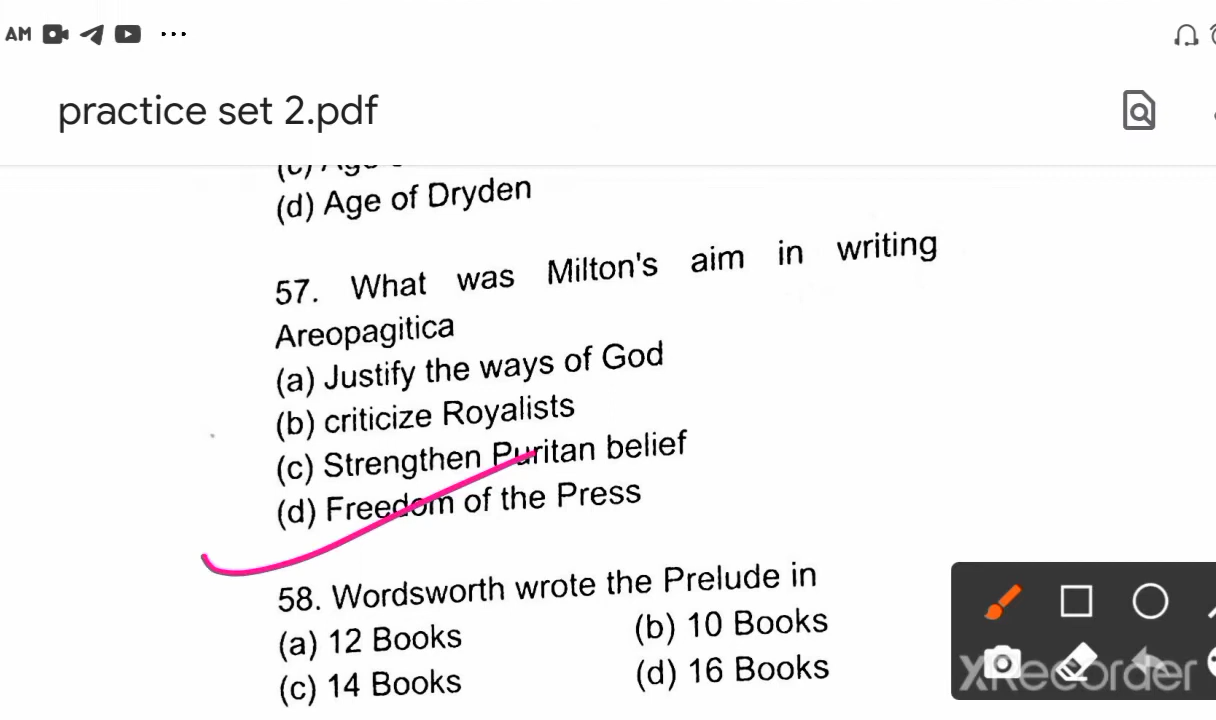 AM ...
practice set 2.pdf
(d) Age of Dryden
57. What was Milton's aim in writing
Areopagitica
(a) Justify the ways of God
(b) criticize Royalists
(c) Strengthen Puritan belief
(d) Freedom of the Press
58. Wordsworth wrote the Prelude in
(a) 12 Books (b) 10 Books
(c) 14 Books (d) 16 Books
XRecorder